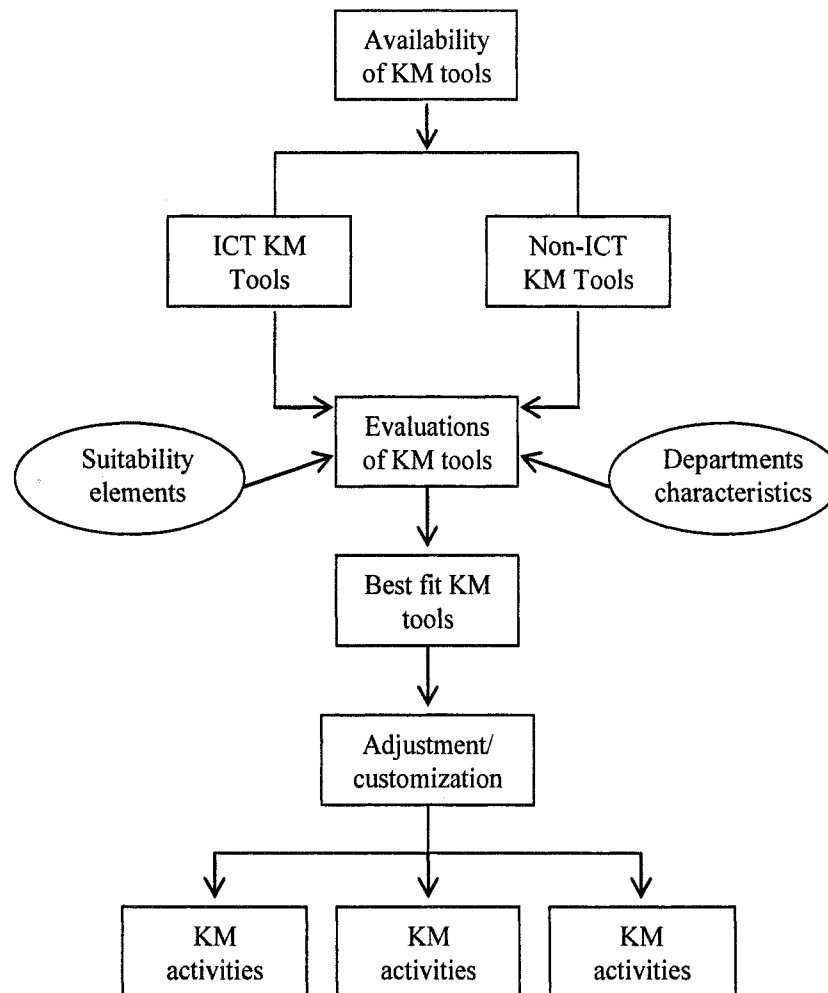 Availability
of KM tools
ICT KM
Tools
Non-ICT
KM Tools
Evaluations
of KM tools
Suitability
elements
Departments
characteristics
Best fit KM
tools
Adjustment/
customization
KM
activities
KM
activities
KM
activities